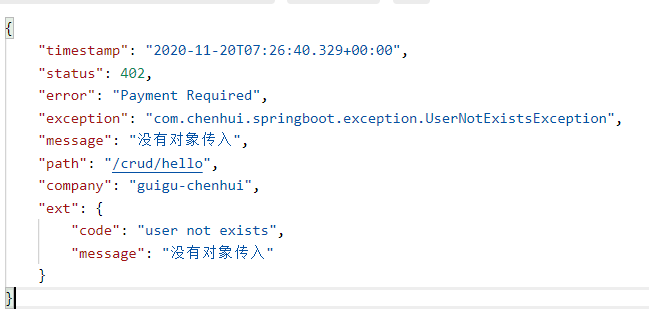 {
"timestamp": "2020-11-20T07:26:40.329+00:00",
"status": 402,
"error": "Payment Required",
"exception": "com.chenhui.springboot.exception.UserNotExistsException",
"message": "没有对象传入",
"path": "/crud/hello",
"company": "guigu-chenhui",
"ext": {
"code": "user not exists",
"message": "没有对象传入"
}
}